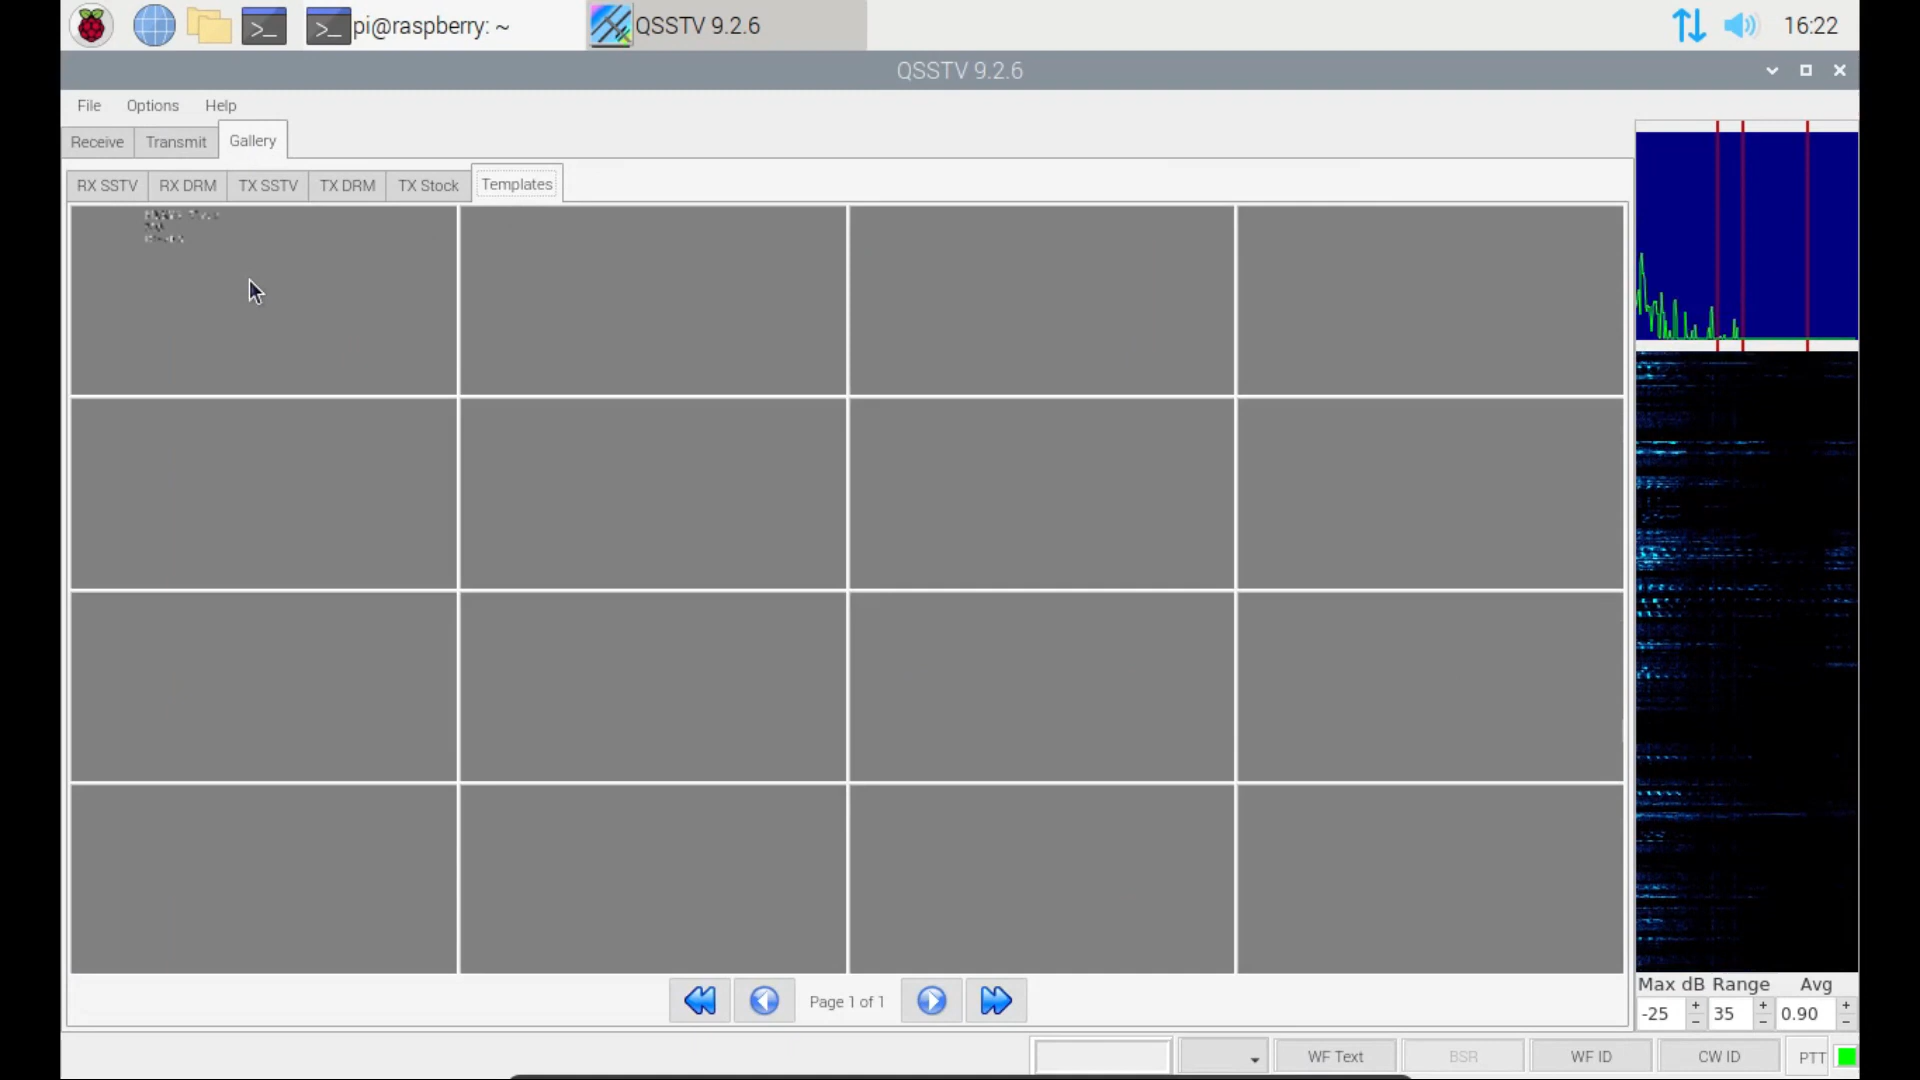 pi@raspberry: ~
QSSTV 9.2.6
16:22
QSSTV 9.2.6
File Options Help
Receive Transmit Gallery
RX SSTV RX DRM TX SSTV TX DRM TX Stock Templates
Page 1 of 1
Max dB Range Avg
-25 35 0.90
WF Text BSR WF ID CW ID PTT